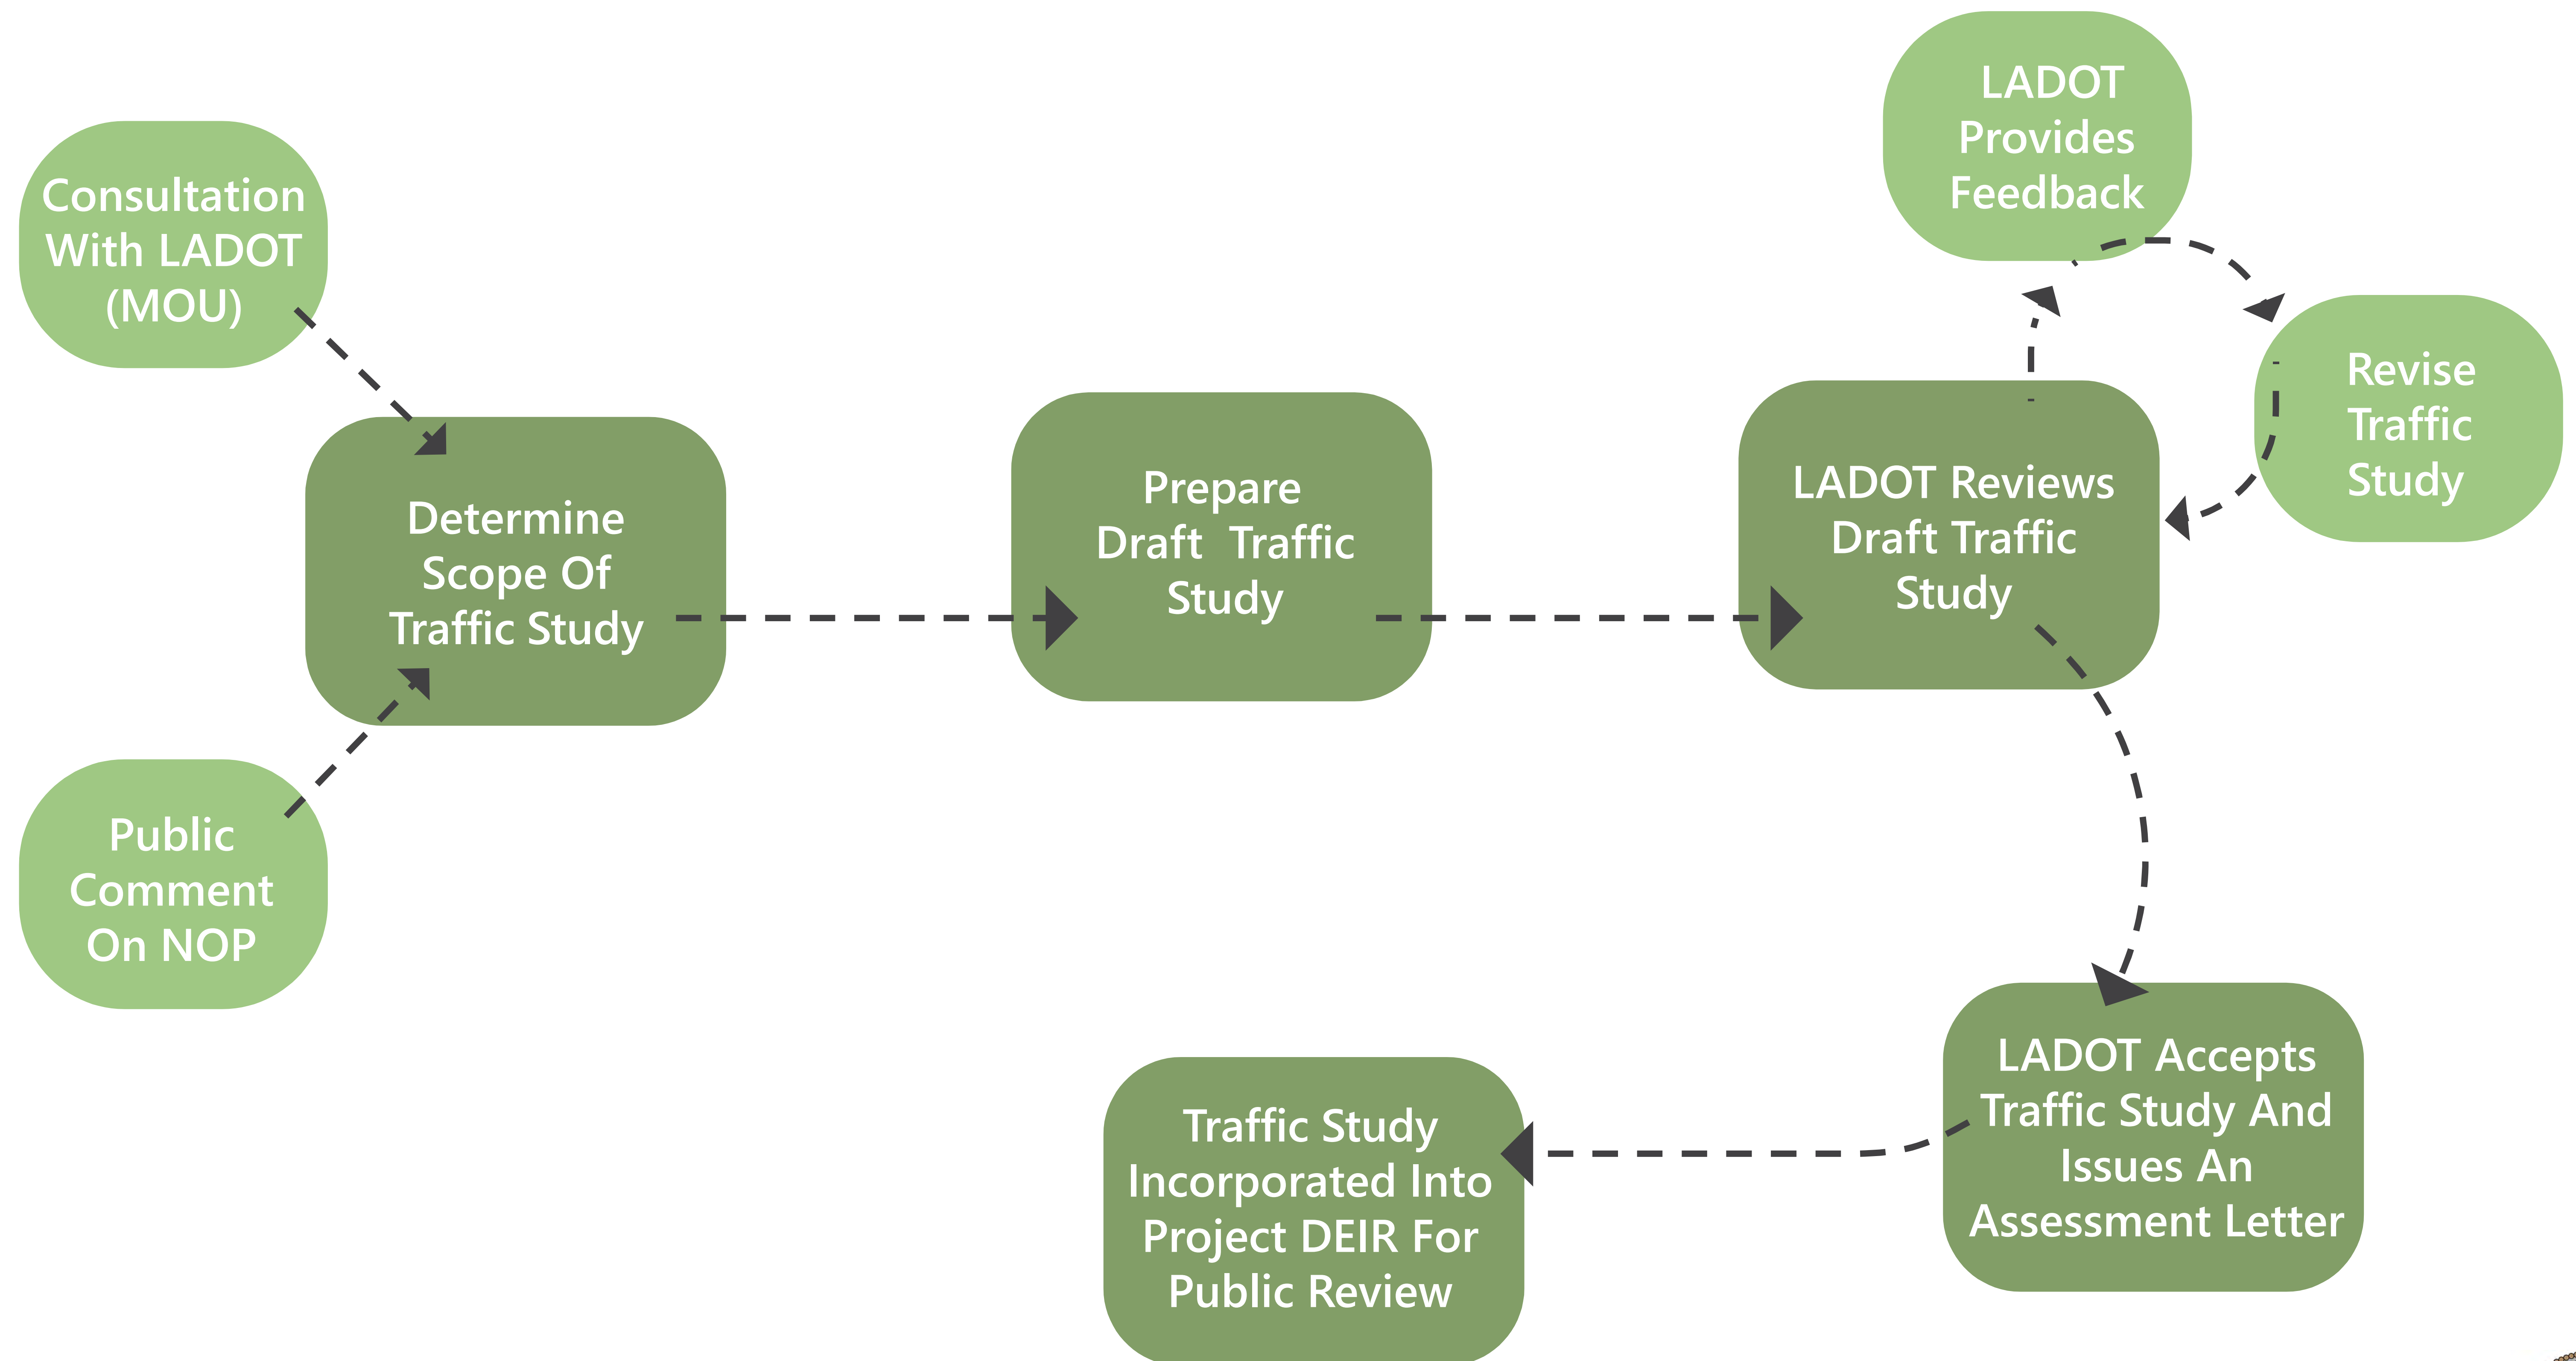 Consultation
With LADOT
(MOU)
Public
Comment
On NOP
Determine
Scope Of
Traffic Study
Prepare
Draft  Traffic
Study
LADOT Reviews
Draft Traffic
Study
LADOT
Provides
Feedback
Revise
Traffic
Study
LADOT Accepts
Traffic Study And
Issues An
Assessment Letter
Traffic Study
Incorporated Into
Project DEIR For
Public Review